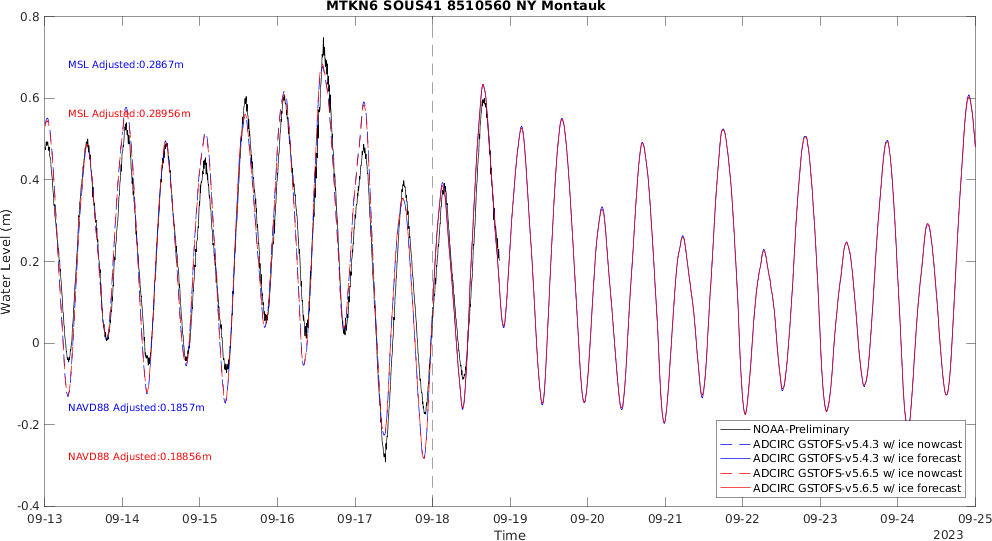 MTKN6 SOUS41 8510560 NY Montauk
0.8
0.6
0.4
0.2
0
-0.2
-0.4
Water Level (m)
MSL Adjusted:0.2867m
MSL Adjusted:0.28956m
NAVD88 Adjusted:0.1857m
NAVD88 Adjusted:0.18856m
NOAA-Preliminary
ADCIRC GSTOFS-v5.4.3 w/ ice nowcast
ADCIRC GSTOFS-v5.4.3 w/ ice forecast
ADCIRC GSTOFS-v5.6.5 w/ ice nowcast
ADCIRC GSTOFS-v5.6.5 w/ ice forecast
09-13 09-14 09-15 09-16 09-17 09-18 09-19 09-20 09-21 09-22 09-23 09-24 09-25
Time
2023